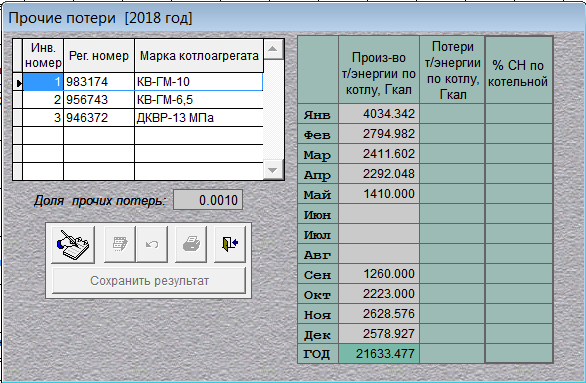 Прочие потери [2018 год]
Инв. номер Рег. номер Марка котлоагрегата
1 983174 КВ-ГМ-10
2 956743 КВ-ГМ-6,5
3 946372 ДКВР-13 МПа
Доля прочих потерь: 0.0010
Сохранить результат
Произ-во т/энергии по котлу, Гкал Потери т/энергии по котлу, Гкал % СН по котельной
Янв 4034.342
Фев 2794.982
Мар 2411.602
Апр 2292.048
Май 1410.000
Июн
Июл
Авг
Сен 1260.000
Окт 2223.000
Ноя 2628.576
Дек 2578.927
ГОД 21633.477